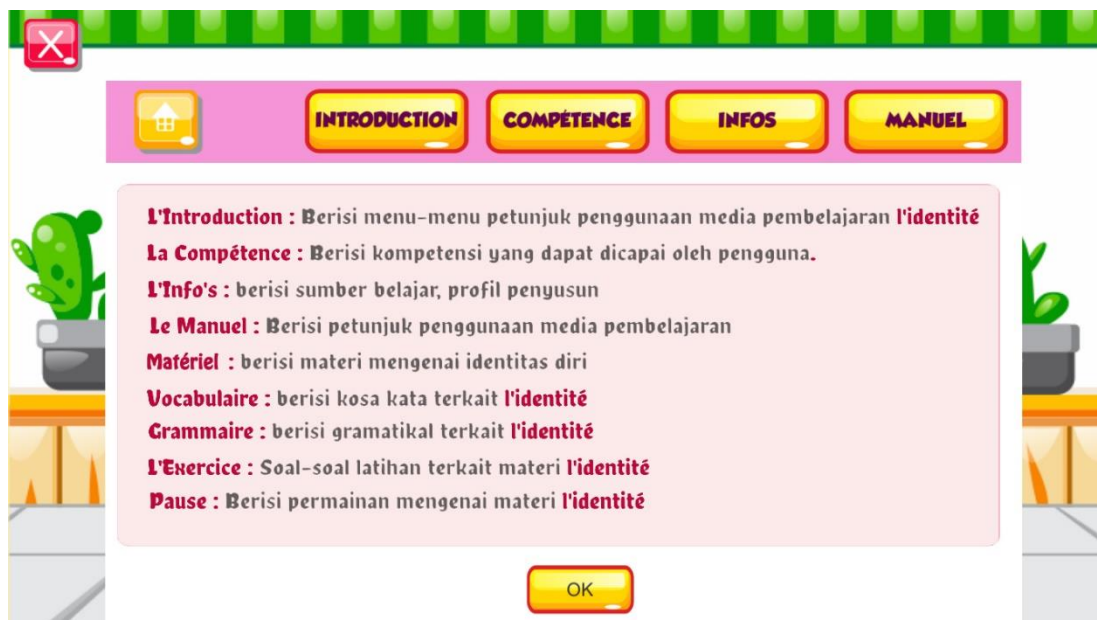 INTRODUCTION COMPÉTENCE INFOS MANUEL
L'Introduction : Berisi menu-menu petunjuk penggunaan media pembelajaran l'identité
La Compétence : Berisi kompetensi yang dapat dicapai oleh pengguna.
L'Info's : berisi sumber belajar, profil penyusun
Le Manuel : Berisi petunjuk penggunaan media pembelajaran
Matériel : berisi materi mengenai identitas diri
Vocabulaire : berisi kosa kata terkait l'identité
Grammaire : berisi gramatikal terkait l'identité
L'Exercice : Soal-soal latihan terkait materi l'identité
Pause : Berisi permainan mengenai materi l'identité
OK